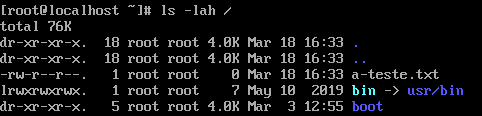 [root@localhost ~]# ls -lah /
total 76K
dr-xr-xr-x.  18 root root 4.0K Mar 18 16:33 .
dr-xr-xr-x.  18 root root 4.0K Mar 18 16:33 ..
-rw-r--r--.   1 root root    0 Mar 18 16:33 a-teste.txt
lrwxrwxrwx.   1 root root    7 May 10  2019 bin -> usr/bin
dr-xr-xr-x.   5 root root 4.0K Mar  3 12:55 boot